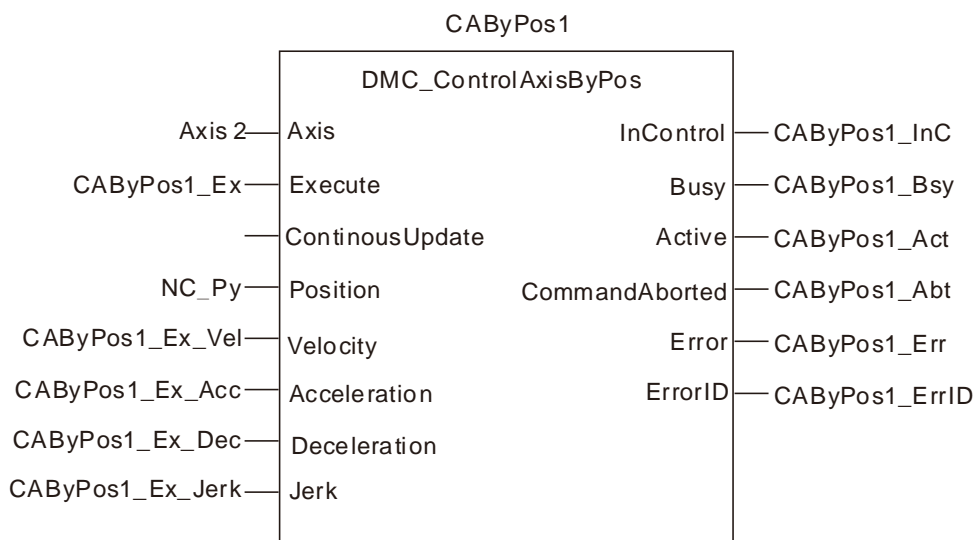 CAByPos1
DMC_ControlAxisByPos
Axis 2 Axis InControl CAByPos1_InC
CAByPos1_Ex Execute Busy CAByPos1_Bsy
ContinousUpdate Active CAByPos1_Act
NC_Py Position CommandAborted CAByPos1_Abt
CAByPos1_Ex_Vel Velocity Error CAByPos1_Err
CAByPos1_Ex_Acc Acceleration ErrorID CAByPos1_ErrID
CAByPos1_Ex_Dec Deceleration
CAByPos1_Ex_Jerk Jerk